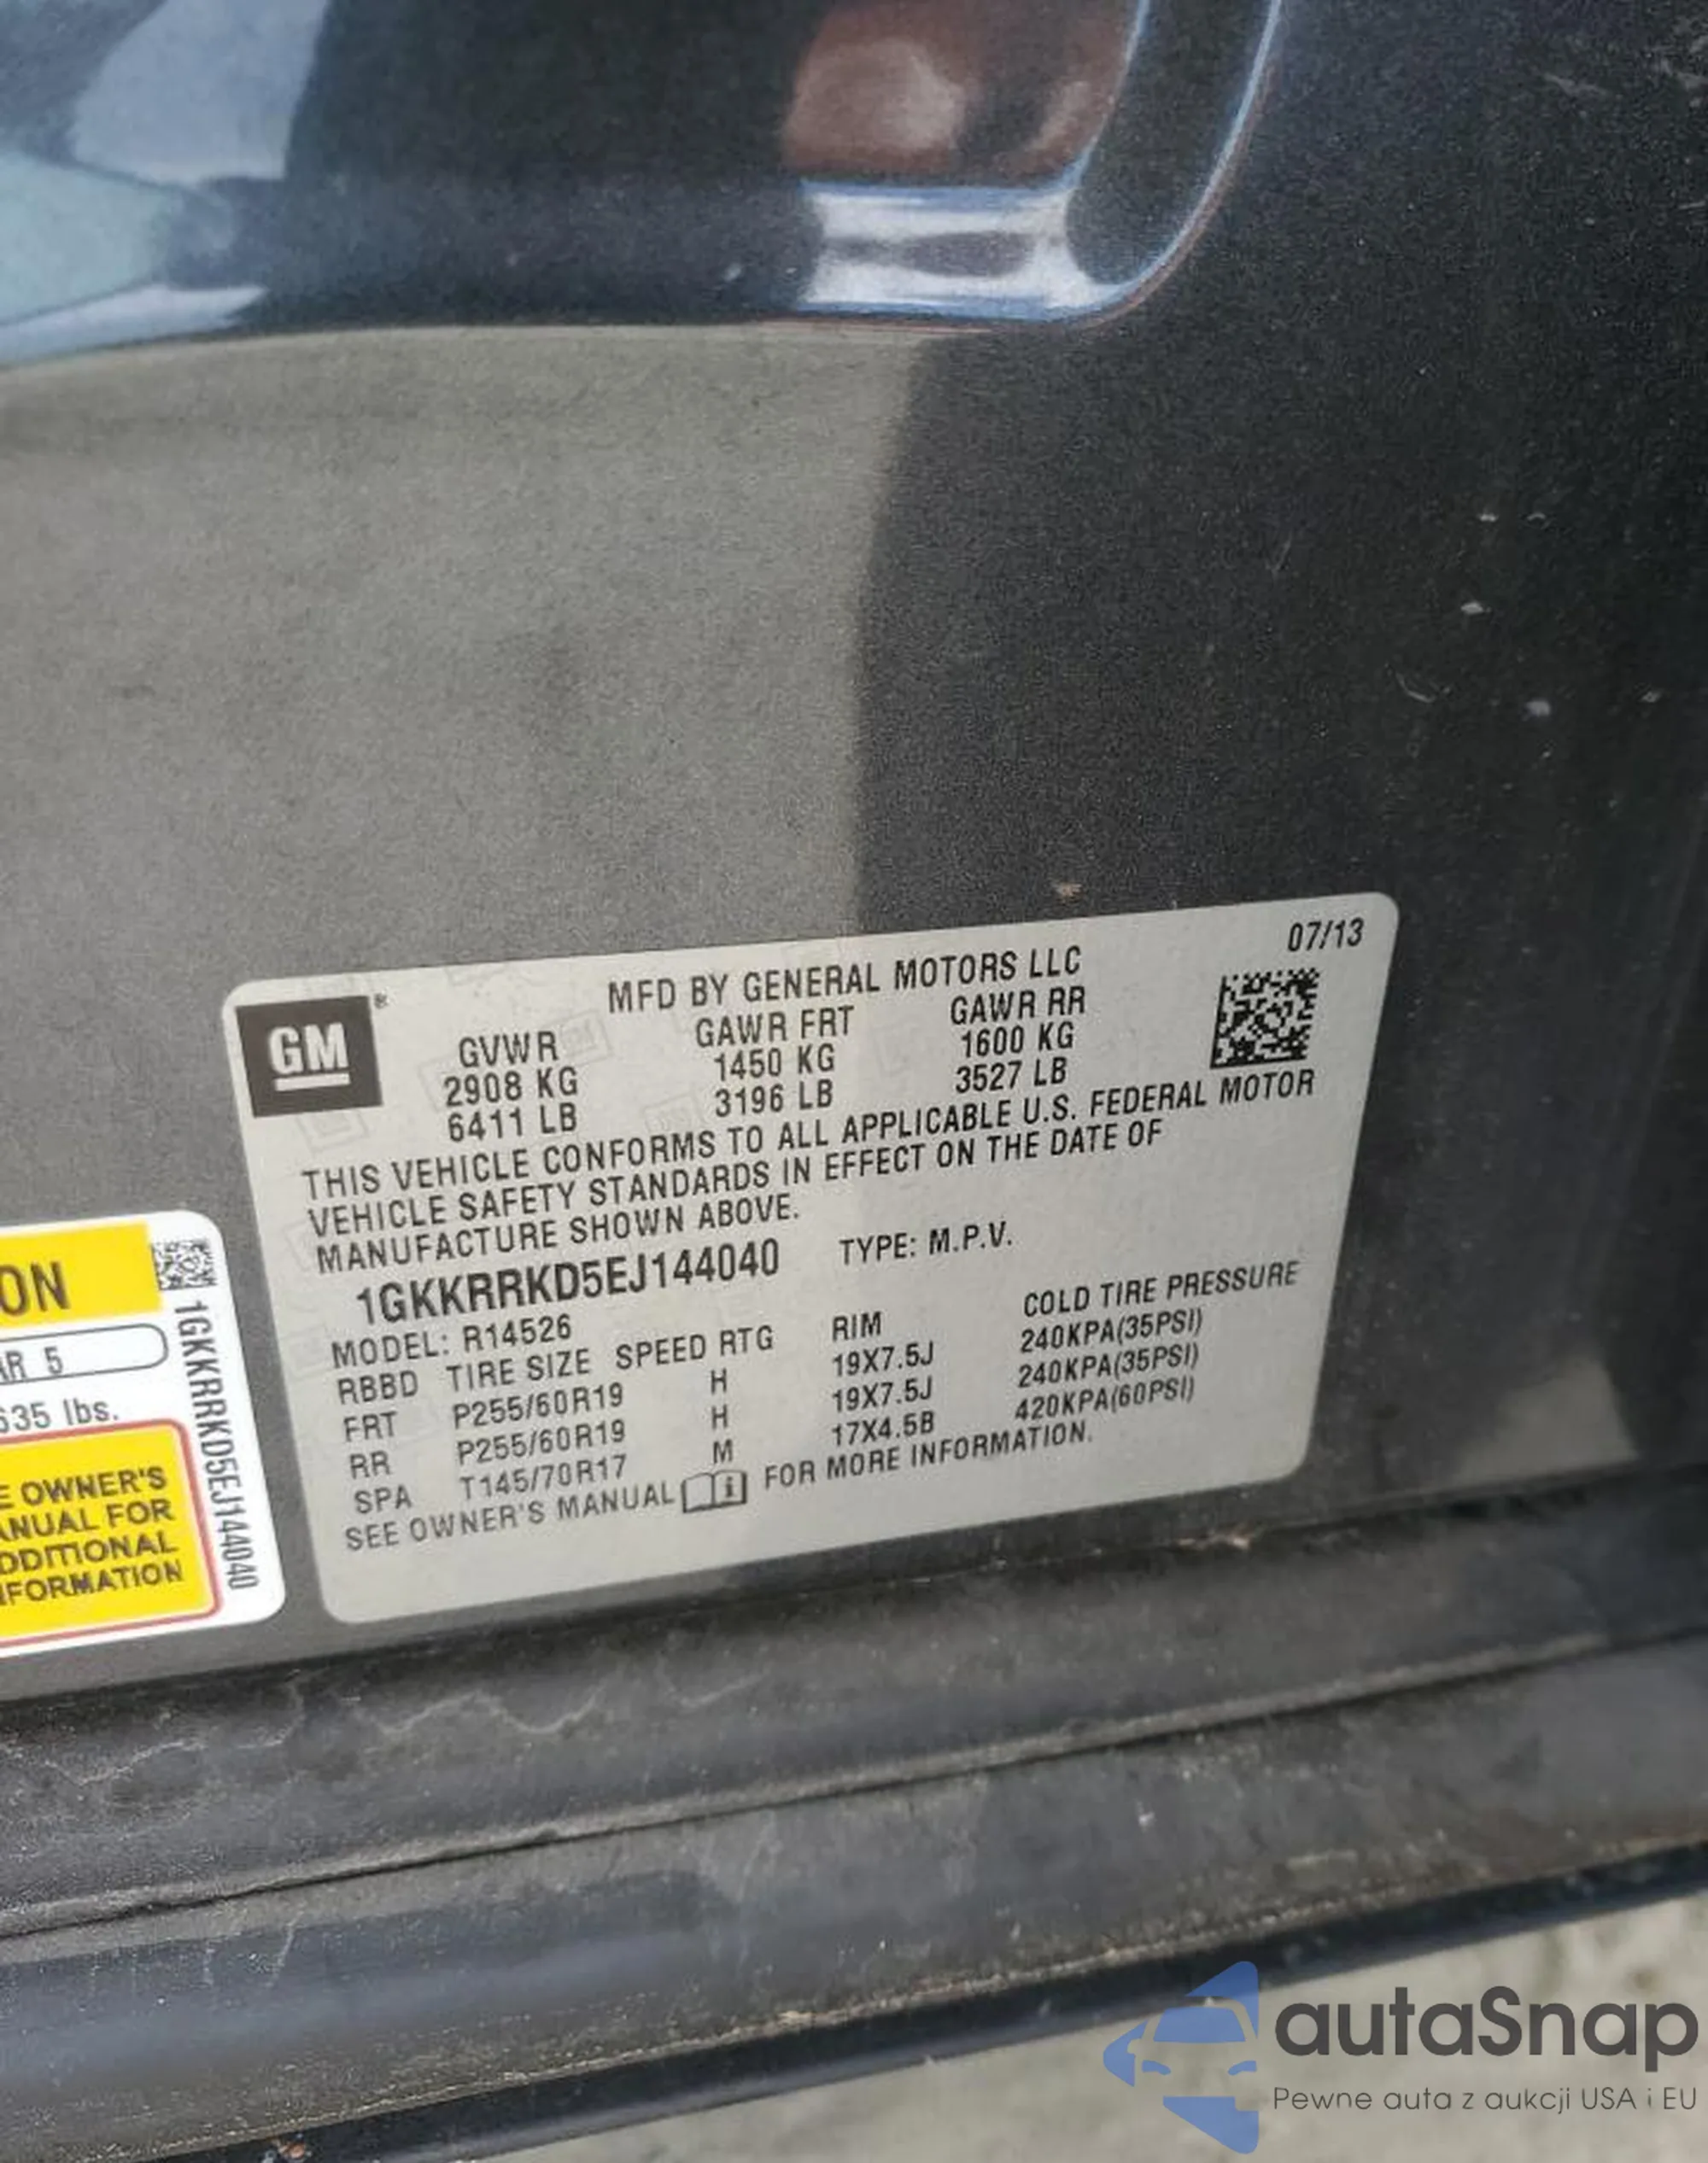 07/13
MFD BY GENERAL MOTORS LLC
GM®
GVWR GAWR FRT GAWR RR
2908 KG 1450 KG 1600 KG
6411 LB 3196 LB 3527 LB
THIS VEHICLE CONFORMS TO ALL APPLICABLE U.S. FEDERAL MOTOR
VEHICLE SAFETY STANDARDS IN EFFECT ON THE DATE OF
MANUFACTURE SHOWN ABOVE.
1GKKRRKD5EJ144040 TYPE: M.P.V.
MODEL: R14526
RBBD TIRE SIZE SPEED RTG RIM COLD TIRE PRESSURE
FRT P255/60R19 H 19X7.5J 240KPA(35PSI)
RR P255/60R19 H 19X7.5J 240KPA(35PSI)
SPA T145/70R17 M 17X4.5B 420KPA(60PSI)
SEE OWNER'S MANUAL i FOR MORE INFORMATION.
ON
AR 5
635 lbs.
E OWNER'S
ANUAL FOR
DDITIONAL
NFORMATION
1GKKRRKD5EJ144040
autaSnap
Pewne auta z aukcji USA i EU